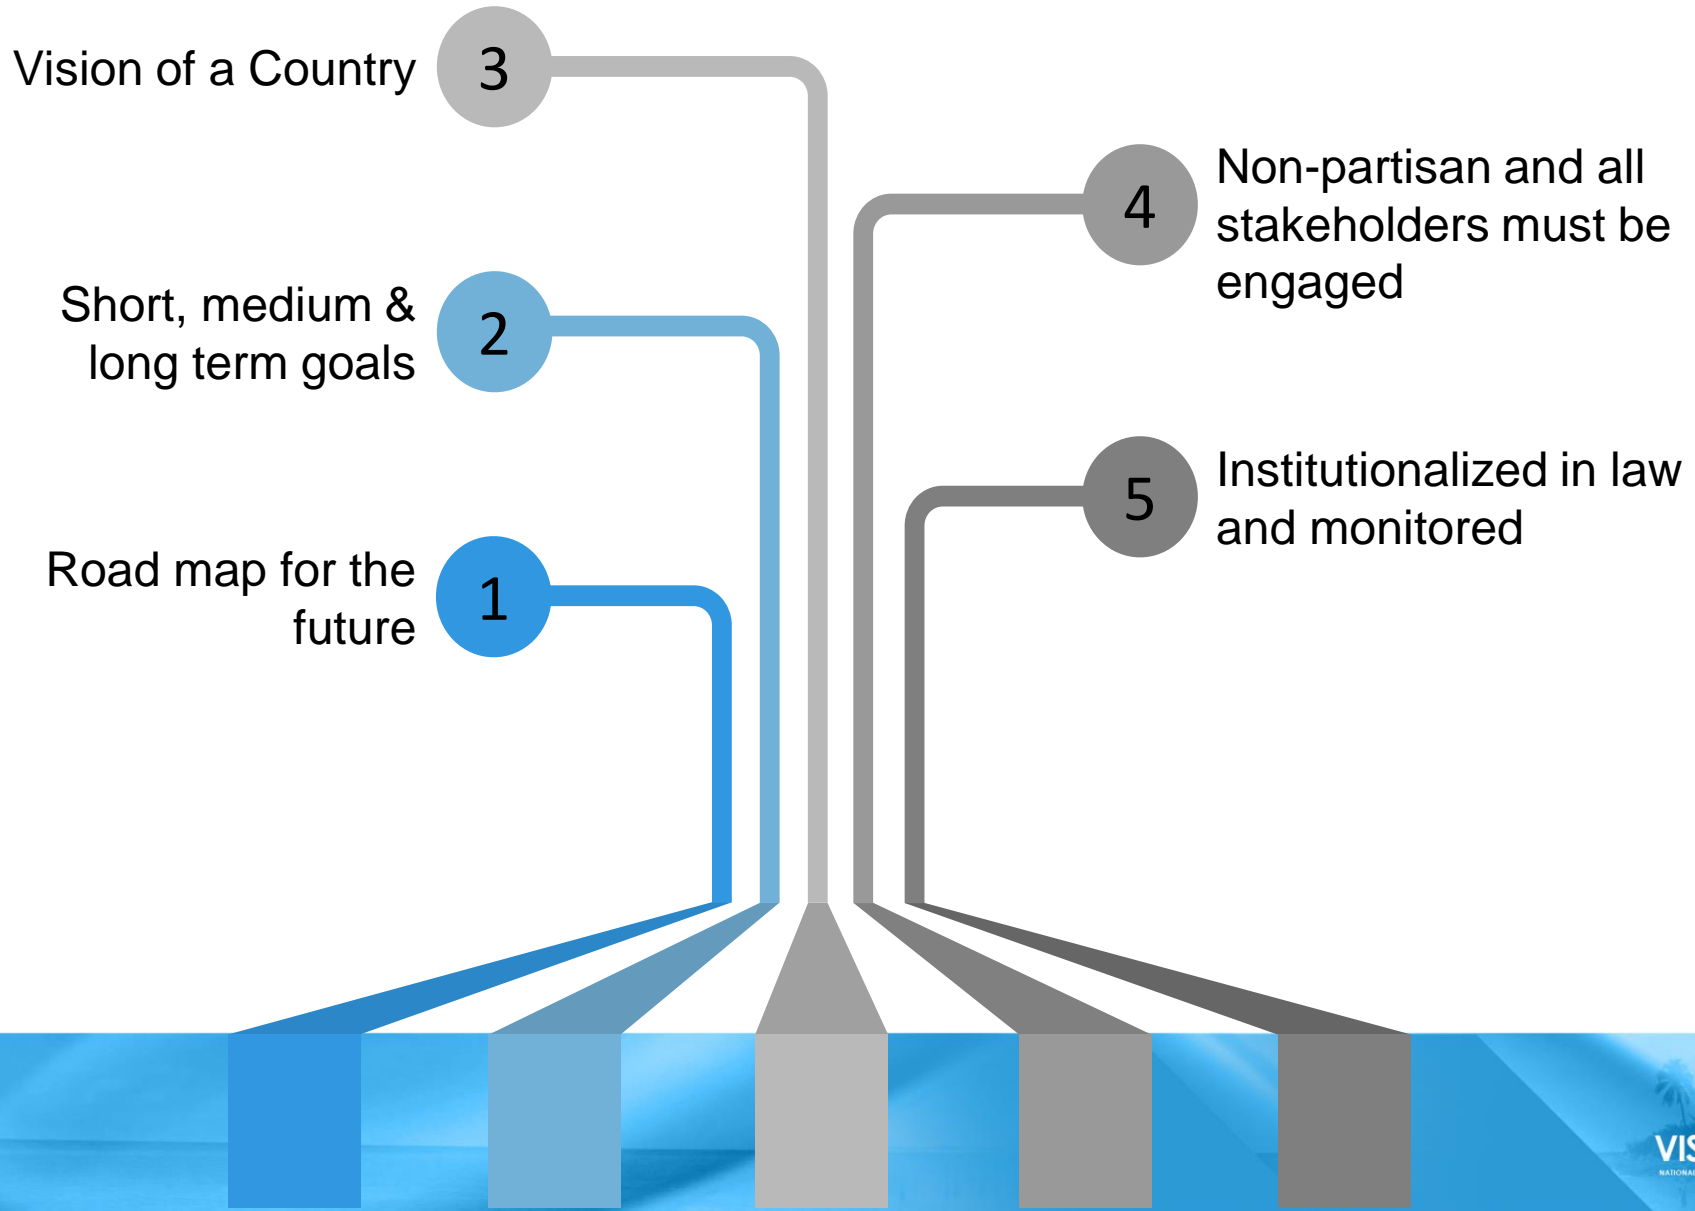 Vision of a Country
3
4
Non-partisan and all
stakeholders must be
engaged
Short, medium &
long term goals
2
5
Institutionalized in law
and monitored
Road map for the
future
1
NATIONAL